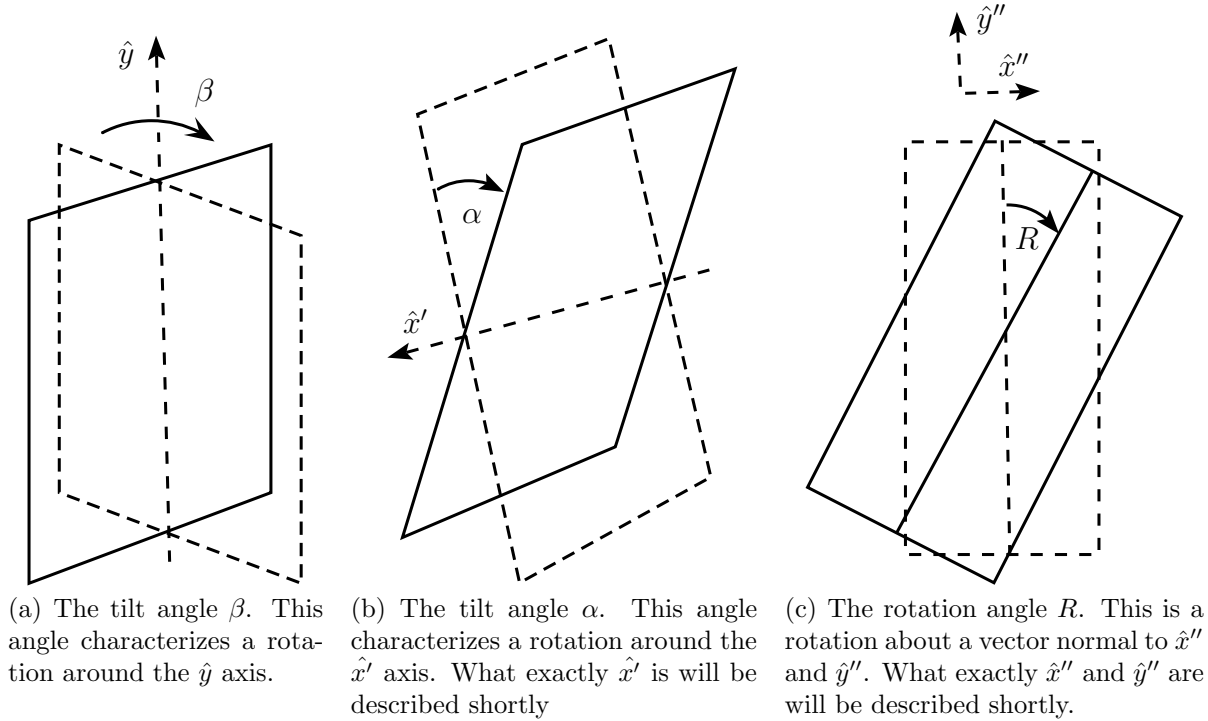 ŷ
β
α
x̂′
ŷ′′
x̂′′
R
(a) The tilt angle β. This
angle characterizes a rota-
tion around the ŷ axis.
(b) The tilt angle α. This angle
characterizes a rotation around the
x̂′ axis. What exactly x̂′ is will be
described shortly
(c) The rotation angle R. This is a
rotation about a vector normal to x̂′′
and ŷ′′. What exactly x̂′′ and ŷ′′ are
will be described shortly.